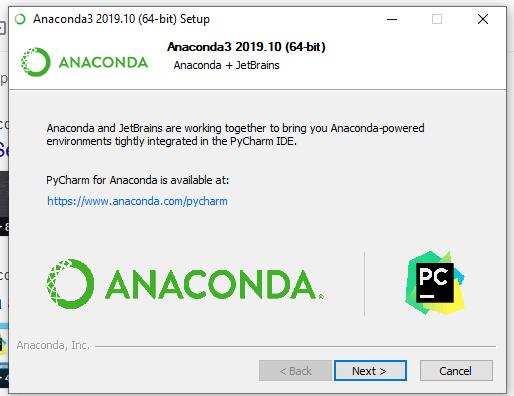 Anaconda3 2019.10 (64-bit) Setup
ANACONDA
Anaconda3 2019.10 (64-bit)
Anaconda + JetBrains
Anaconda and JetBrains are working together to bring you Anaconda-powered
environments tightly integrated in the PyCharm IDE.
PyCharm for Anaconda is available at:
https://www.anaconda.com/pycharm
ANACONDA®
PC
Anaconda, Inc.
< Back
Next >
Cancel